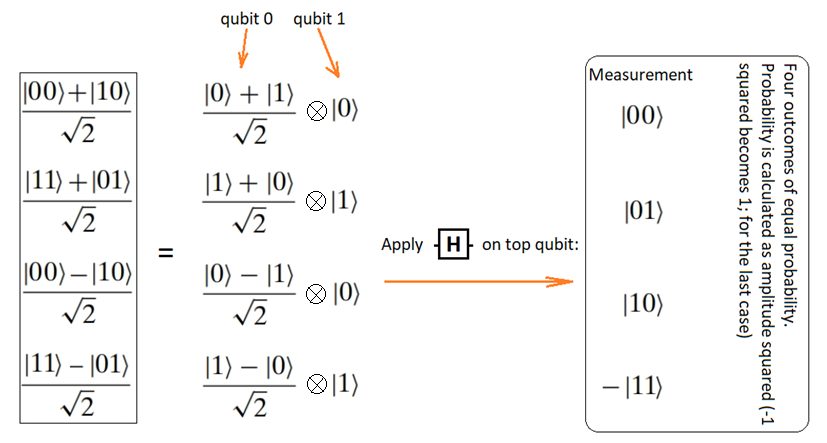 qubit 0 qubit 1
|00⟩+|10⟩
√2
|0⟩ + |1⟩
√2
⊗|0⟩
|11⟩+|01⟩
√2
|1⟩ + |0⟩
√2
⊗|1⟩
|00⟩−|10⟩
√2
|0⟩ − |1⟩
√2
⊗|0⟩
|11⟩ − |01⟩
√2
|1⟩ − |0⟩
√2
⊗|1⟩
=
Apply H on top qubit:
Measurement
|00⟩
|01⟩
|10⟩
−|11⟩
Four outcomes of equal probability.
Probability is calculated as amplitude squared (-1
squared becomes 1; for the last case)